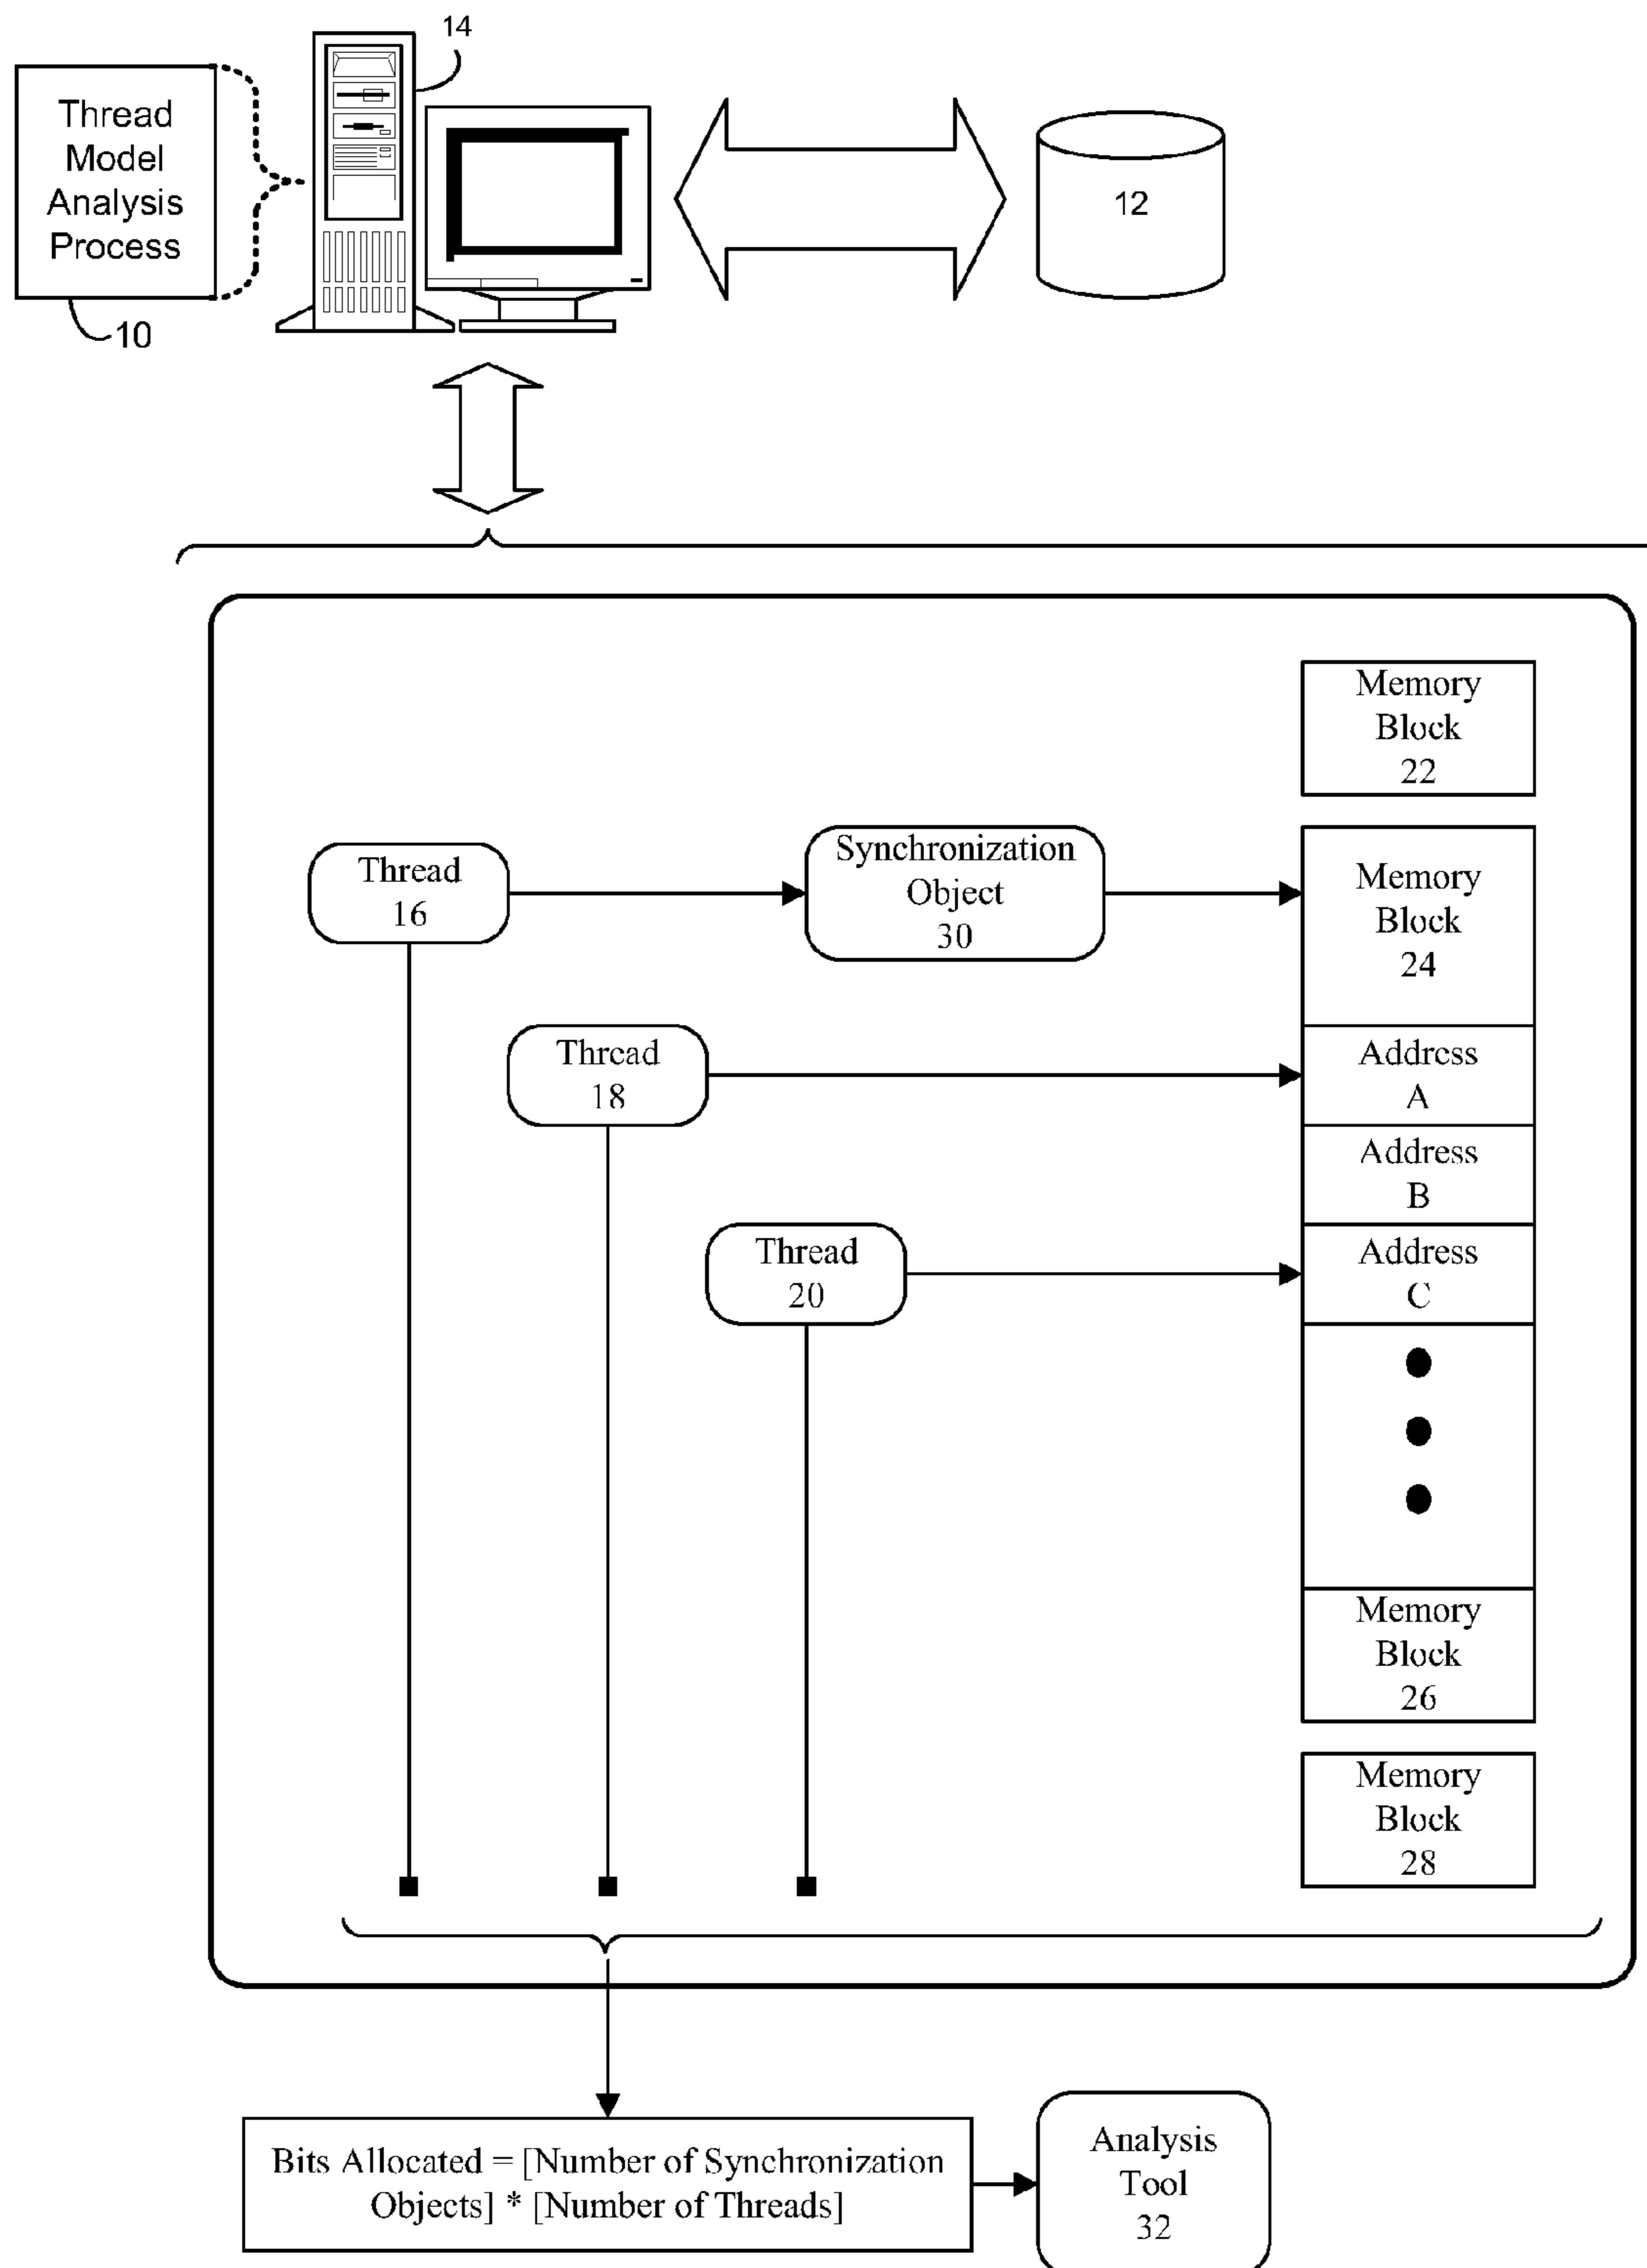 14
Thread
Model
Analysis
Process
10
12
Memory
Block
22
Thread
16
Synchronization
Object
30
Memory
Block
24
Thread
18
Address
A
Address
B
Thread
20
Address
C
Memory
Block
26
Memory
Block
28
Bits Allocated = [Number of Synchronization
Objects] * [Number of Threads]
Analysis
Tool
32